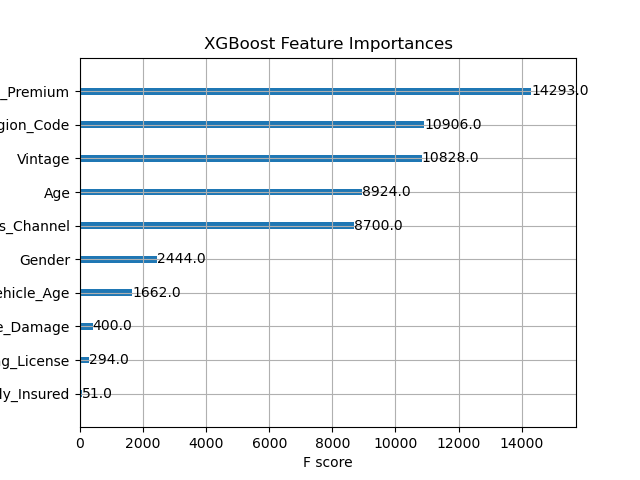 XGBoost Feature Importances
_Premium 14293.0
gion_Code 10906.0
Vintage 10828.0
Age 8924.0
s_Channel 8700.0
Gender 2444.0
ehicle_Age 1662.0
e_Damage 400.0
ng_License 294.0
ly_Insured 51.0
0 2000 4000 6000 8000 10000 12000 14000
F score